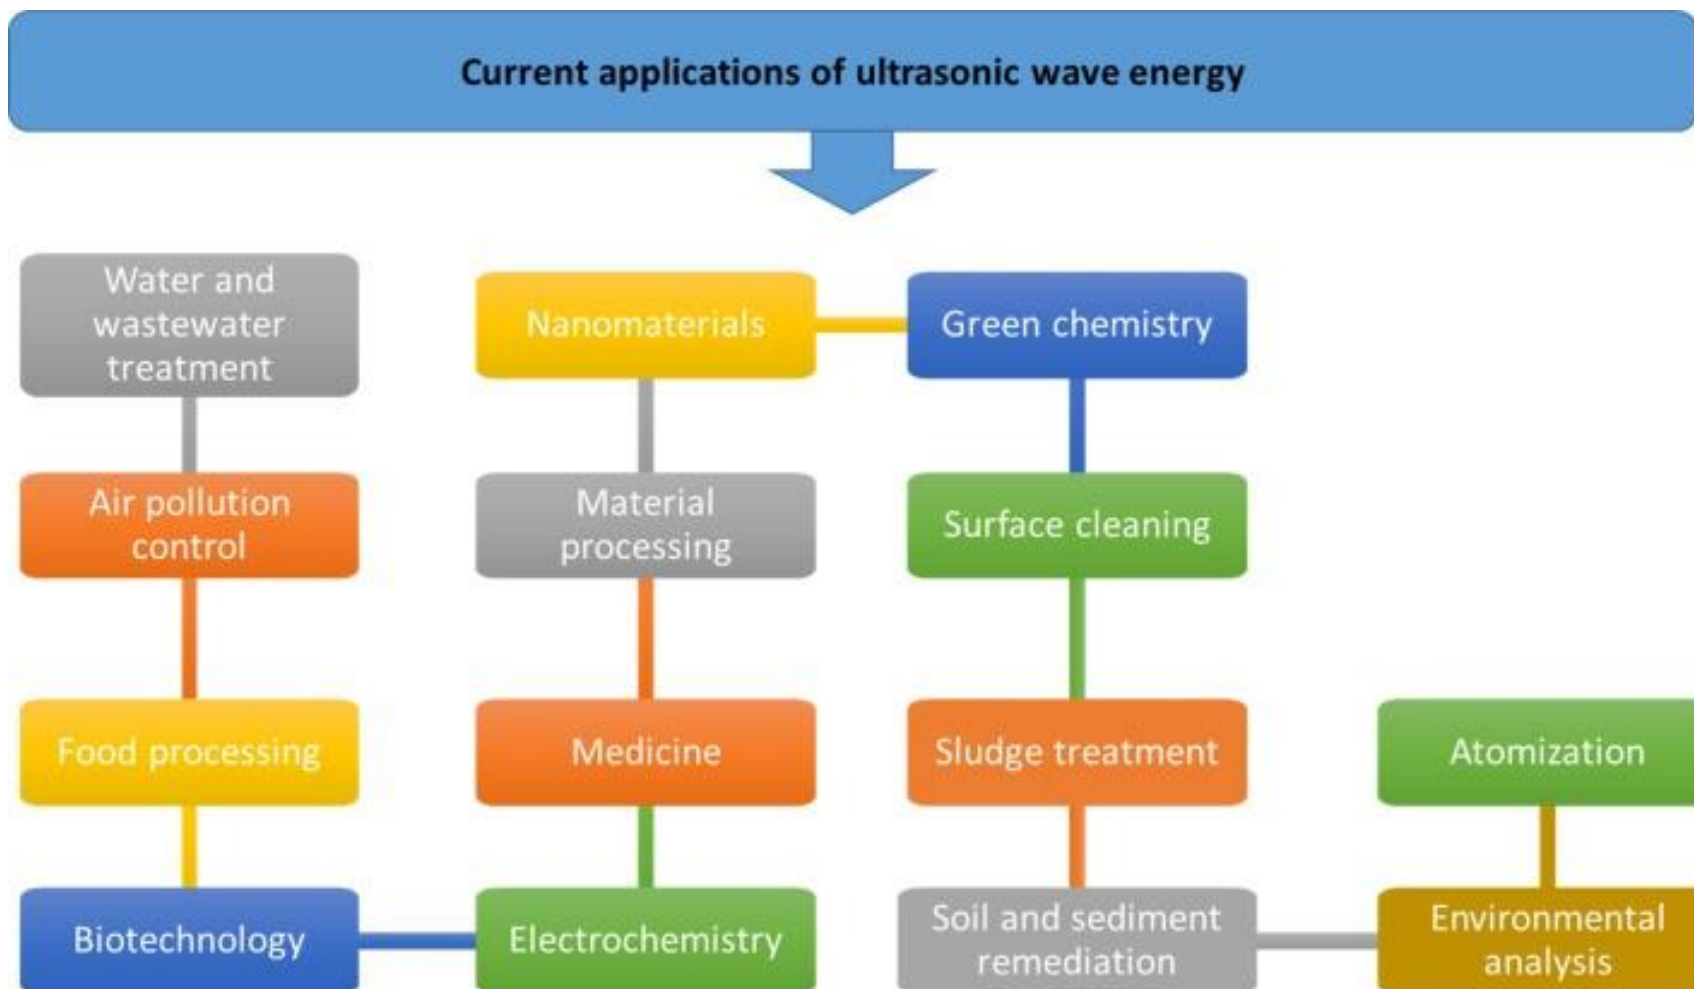 Current applications of ultrasonic wave energy
Water and
wastewater
treatment
Air pollution
control
Food processing
Biotechnology
Electrochemistry
Medicine
Material
processing
Nanomaterials
Green chemistry
Surface cleaning
Sludge treatment
Soil and sediment
remediation
Environmental
analysis
Atomization